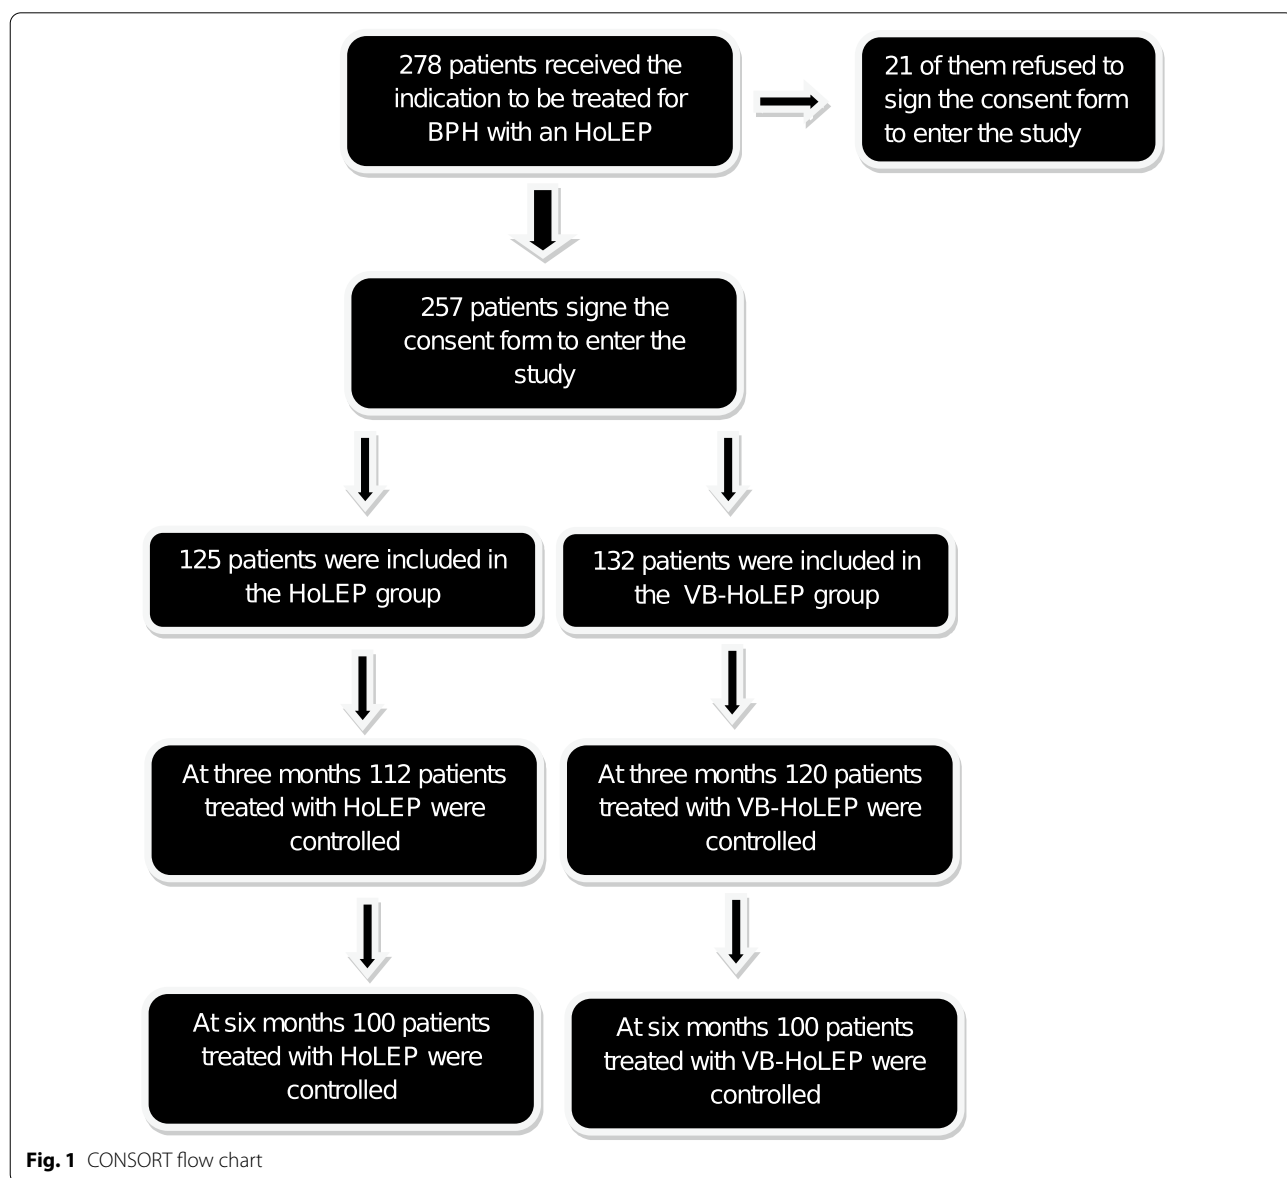 278 patients received the
indication to be treated for
BPH with an HoLEP
21 of them refused to
sign the consent form
to enter the study
257 patients signe the
consent form to enter the
study
125 patients were included in
the HoLEP group
132 patients were included in
the VB-HoLEP group
At three months 112 patients
treated with HoLEP were
controlled
At three months 120 patients
treated with VB-HoLEP were
controlled
At six months 100 patients
treated with HoLEP were
controlled
At six months 100 patients
treated with VB-HoLEP were
controlled
Fig. 1 CONSORT flow chart